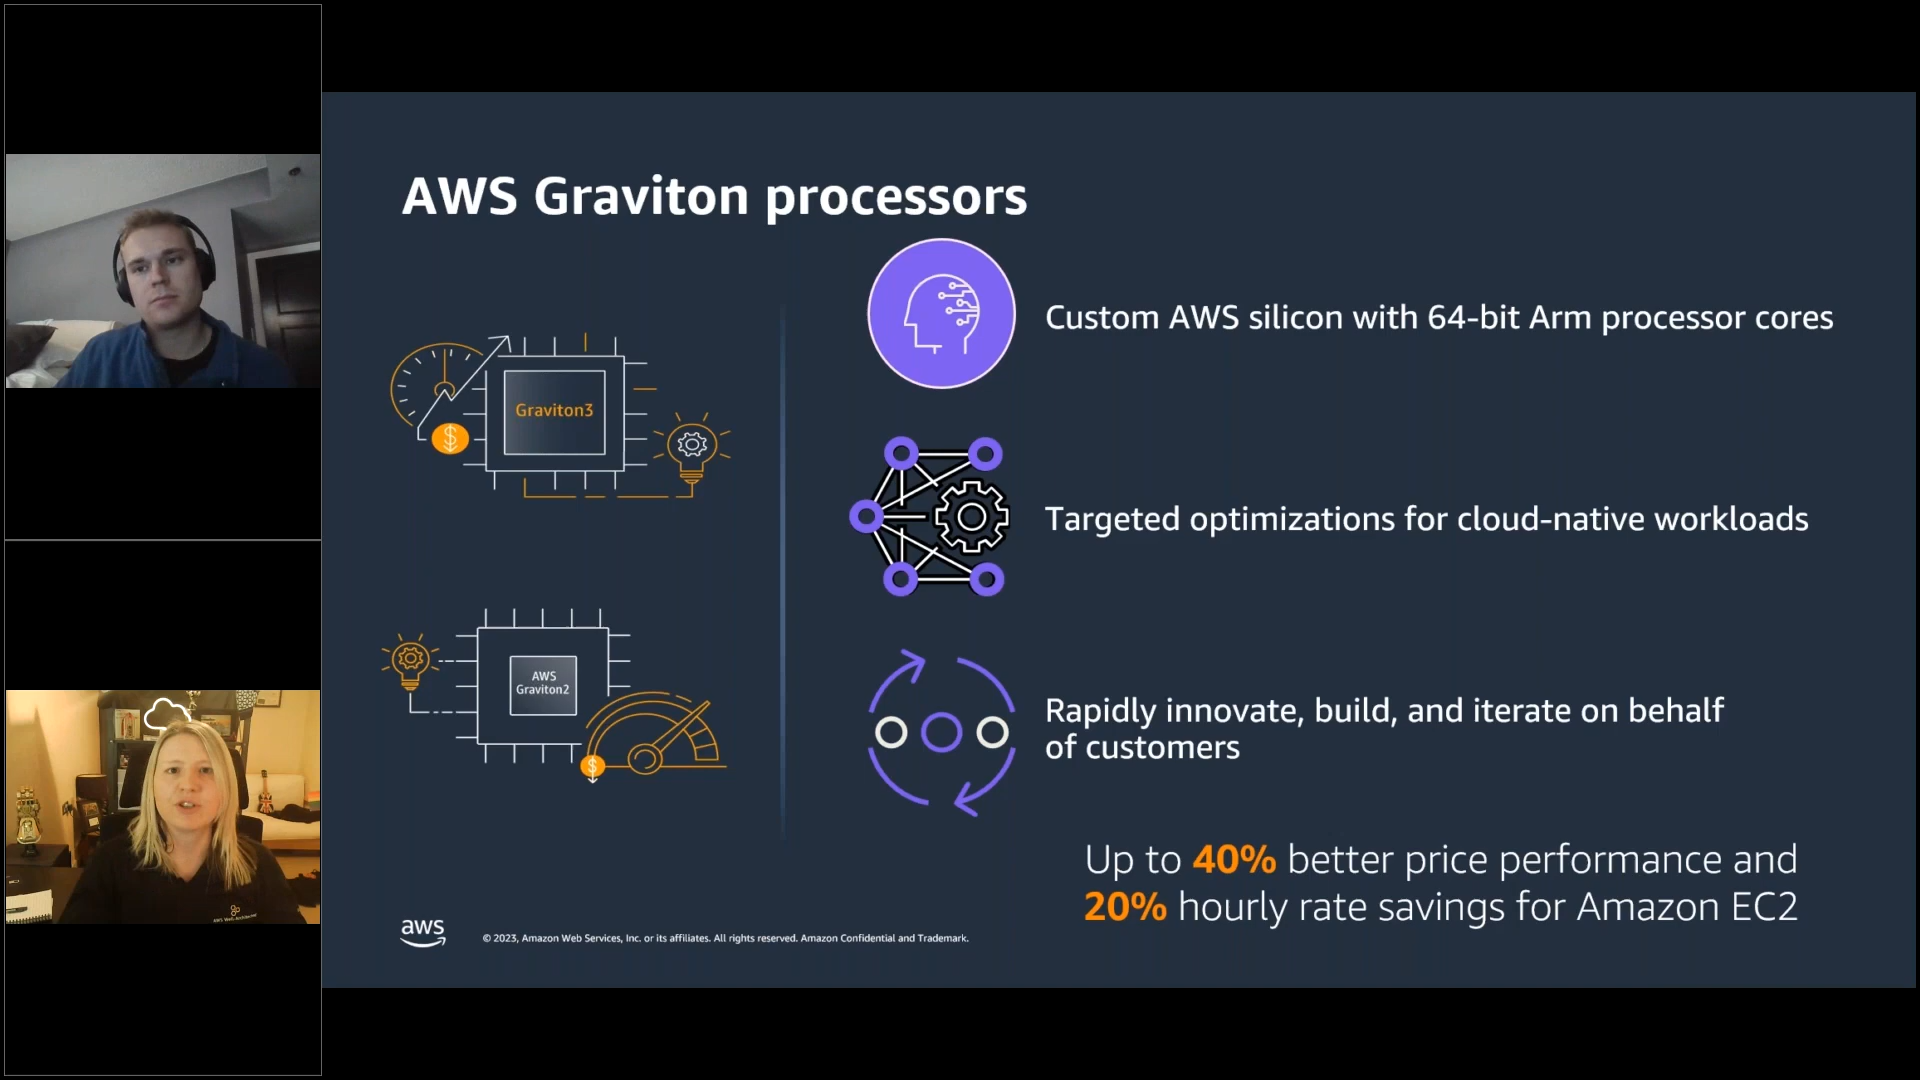 AWS Graviton processors
Graviton3
AWS
Graviton2
Custom AWS silicon with 64-bit Arm processor cores
Targeted optimizations for cloud-native workloads
Rapidly innovate, build, and iterate on behalf
of customers
Up to 40% better price performance and
20% hourly rate savings for Amazon EC2
aws
© 2023, Amazon Web Services, Inc. or its affiliates. All rights reserved. Amazon Confidential and Trademark.